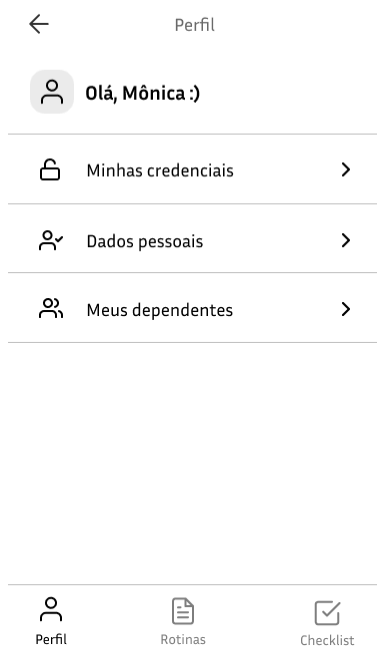 Perfil
Olá, Mônica :)
Minhas credenciais
Dados pessoais
Meus dependentes
Perfil
Rotinas
Checklist